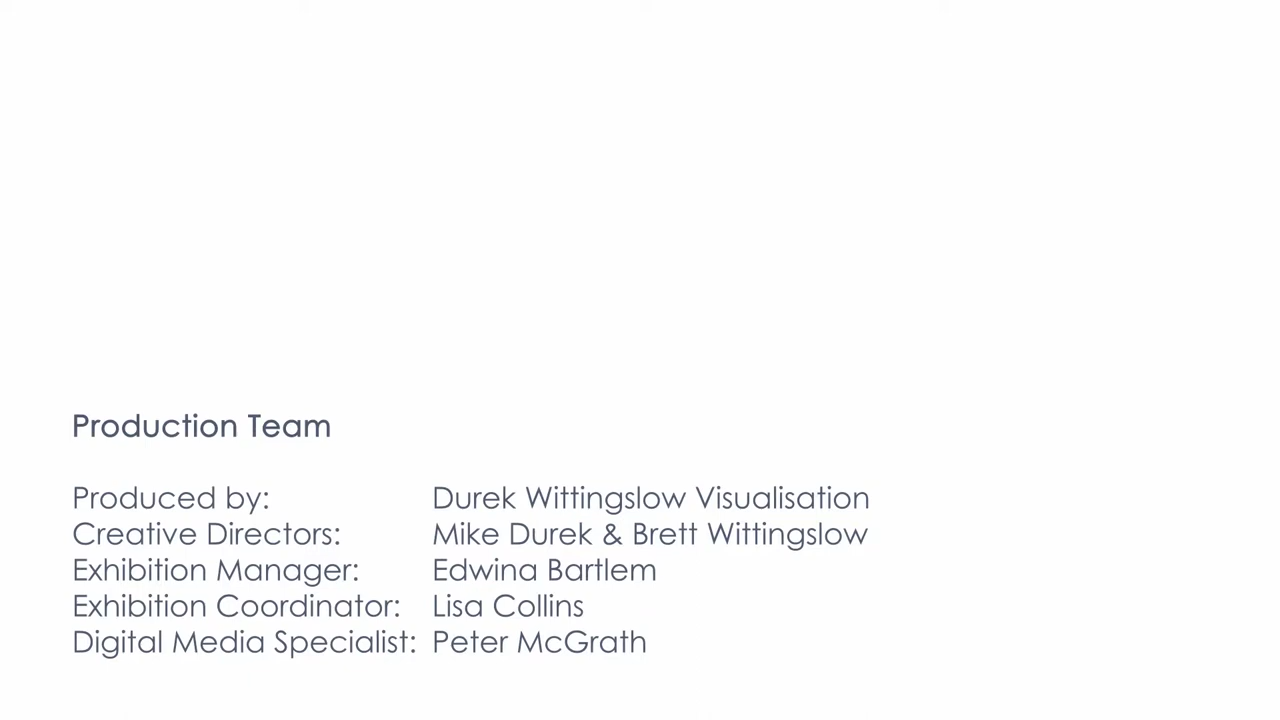 Production Team
Produced by: Durek Wittingslow Visualisation
Creative Directors: Mike Durek & Brett Wittingslow
Exhibition Manager: Edwina Bartlem
Exhibition Coordinator: Lisa Collins
Digital Media Specialist: Peter McGrath